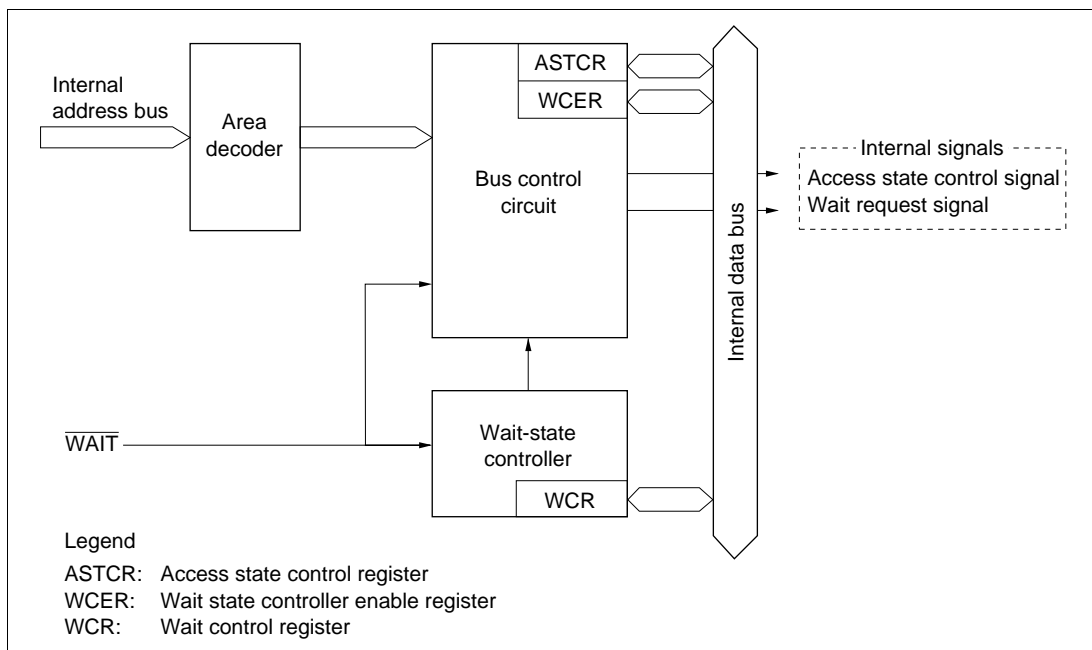 Internal
address bus
Area
decoder
ASTCR
WCER
Bus control
circuit
Internal data bus
Internal signals
Access state control signal
Wait request signal
WAIT
Wait-state
controller
WCR
Legend
ASTCR: Access state control register
WCER: Wait state controller enable register
WCR: Wait control register